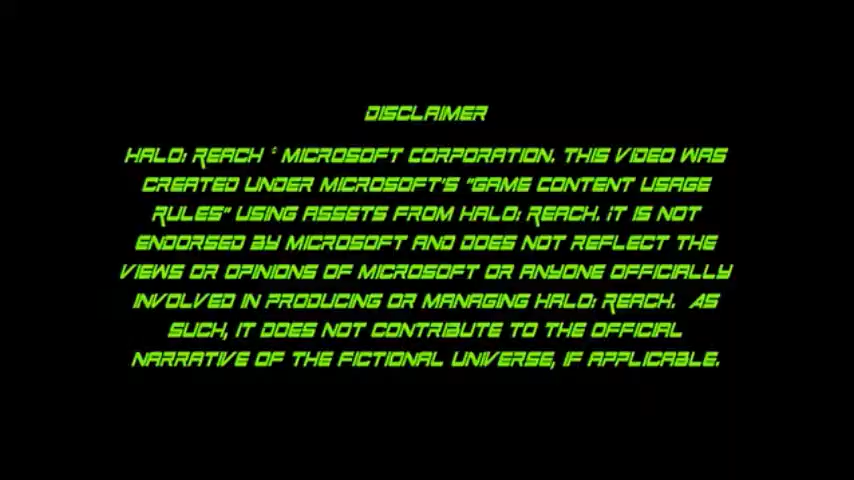 DISCLAIMER
HALO: REACH © MICROSOFT CORPORATION. THIS VIDEO WAS
CREATED UNDER MICROSOFT'S "GAME CONTENT USAGE
RULES" USING ASSETS FROM HALO: REACH. IT IS NOT
ENDORSED BY MICROSOFT AND DOES NOT REFLECT THE
VIEWS OR OPINIONS OF MICROSOFT OR ANYONE OFFICIALLY
INVOLVED IN PRODUCING OR MANAGING HALO: REACH. AS
SUCH, IT DOES NOT CONTRIBUTE TO THE OFFICIAL
NARRATIVE OF THE FICTIONAL UNIVERSE, IF APPLICABLE.